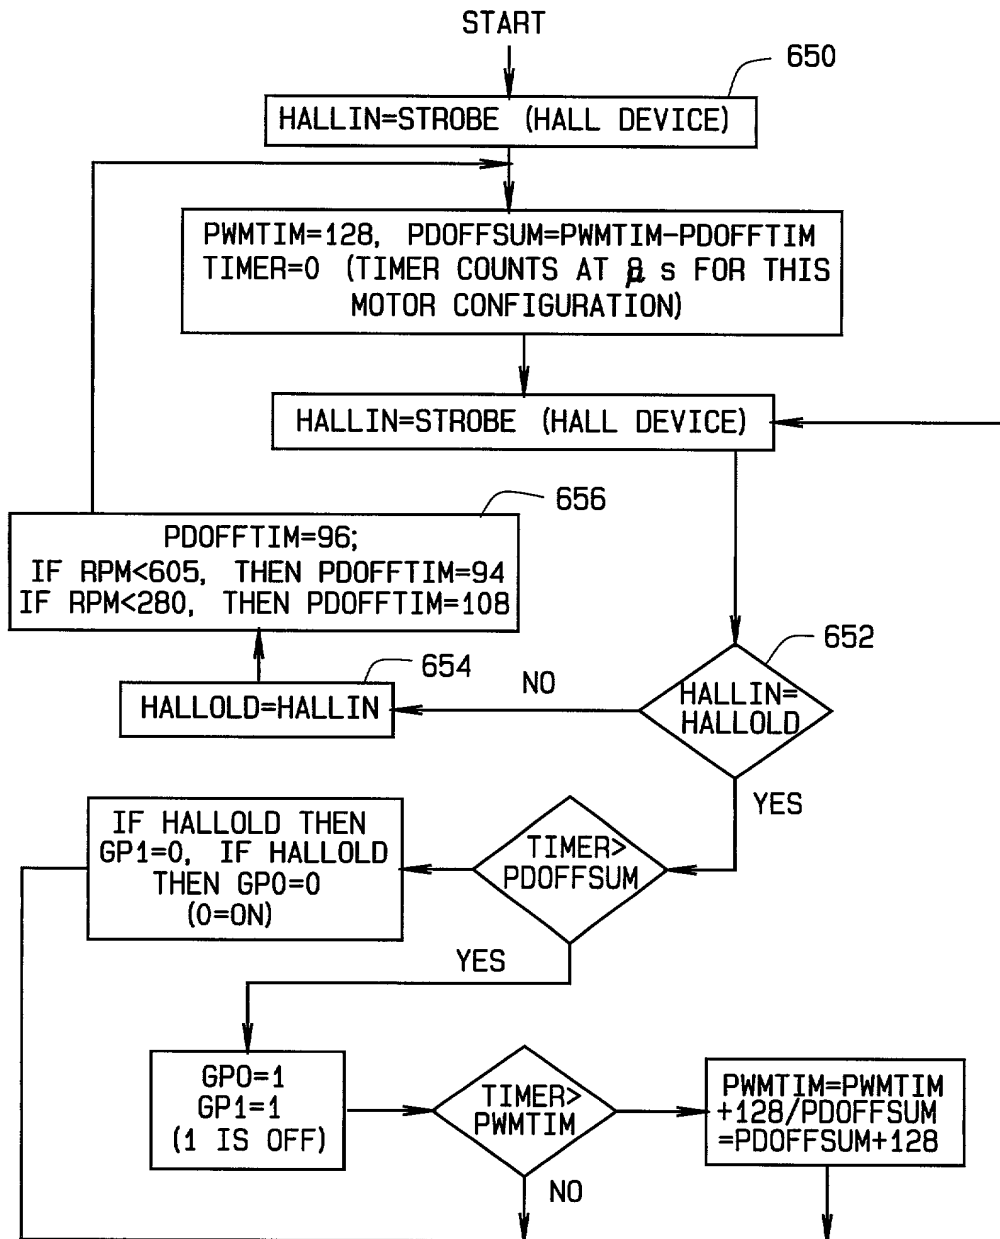 START
650
HALLIN=STROBE (HALL DEVICE)
PWMTIM=128, PDOFFSUM=PWMTIM-PDOFFTIM
TIMER=0 (TIMER COUNTS AT s FOR THIS
MOTOR CONFIGURATION)
HALLIN=STROBE (HALL DEVICE)
656
PDOFFTIM=96;
IF RPM<605, THEN PDOFFTIM=94
IF RPM<280, THEN PDOFFTIM=108
652
654
NO
HALLIN=
HALLOLD
HALLOLD=HALLIN
YES
IF HALLOLD THEN
GP1=0, IF HALLOLD
THEN GP0=0
(0=ON)
TIMER>
PDOFFSUM
YES
GP0=1
GP1=1
(1 IS OFF)
TIMER>
PWMTIM
PWMTIM=PWMTIM
+128/PDOFFSUM
=PDOFFSUM+128
NO